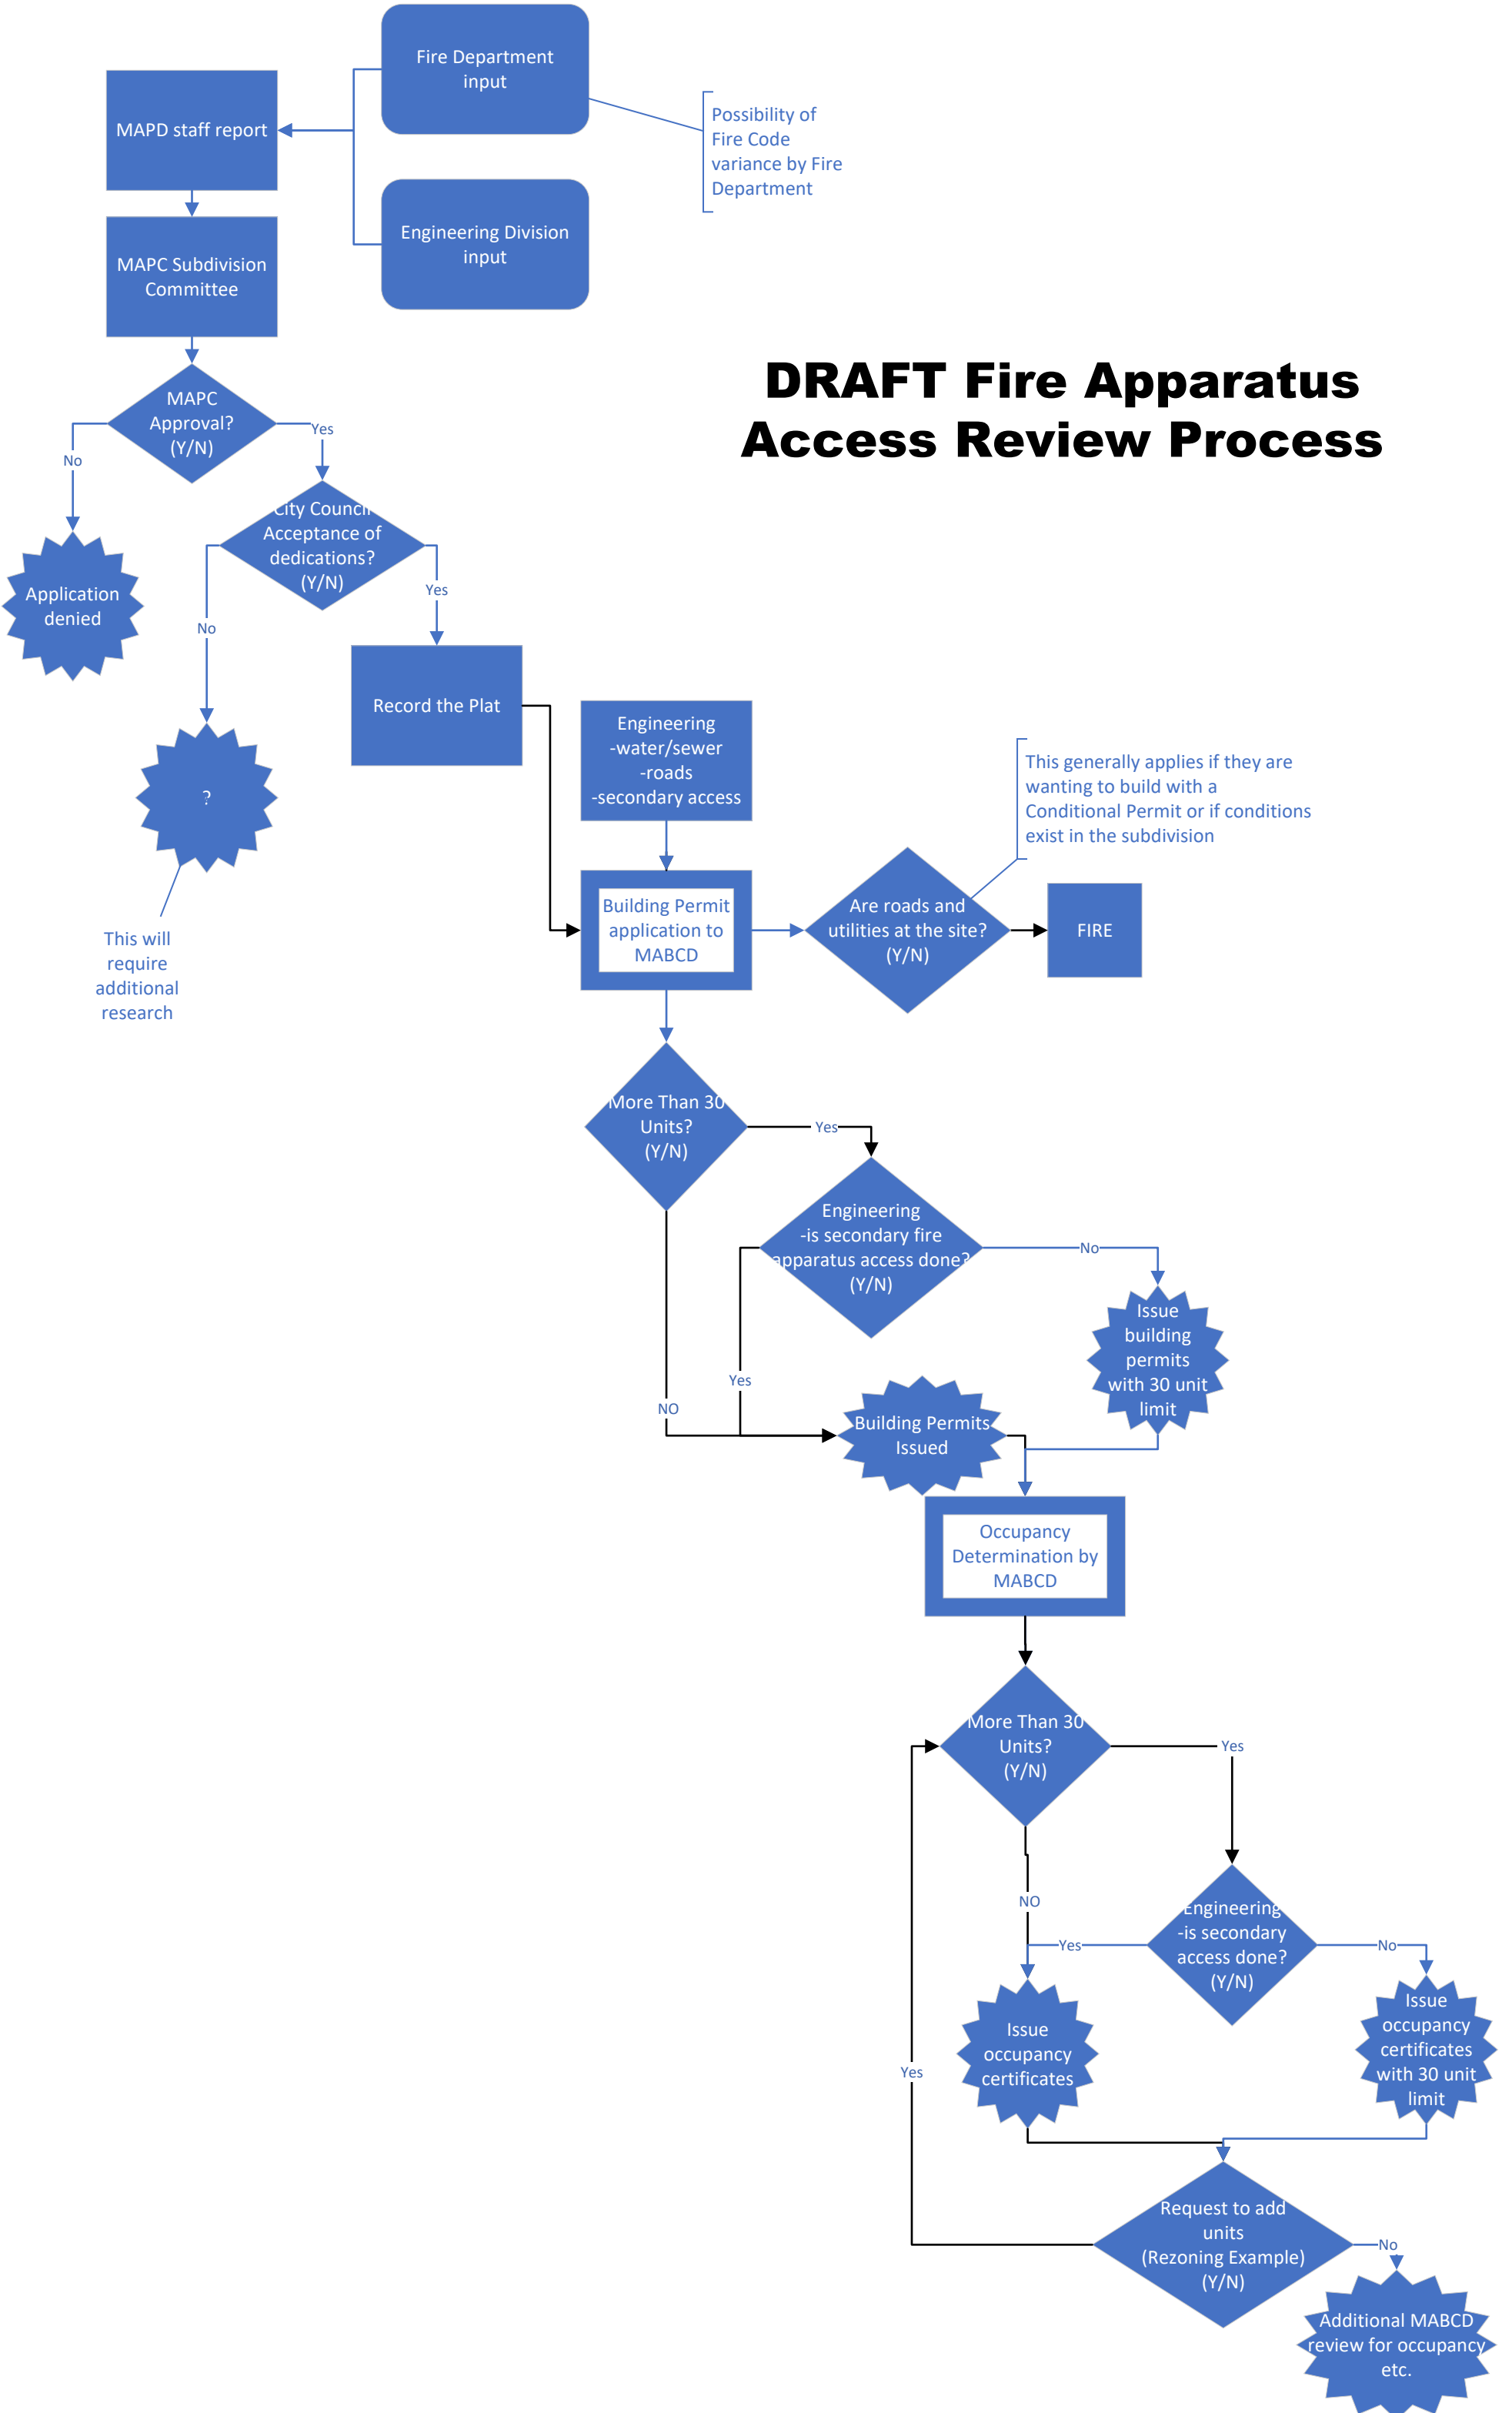 Fire Department
input
MAPD staff report
Possibility of
Fire Code
variance by Fire
Department
Engineering Division
input
MAPC Subdivision
Committee
DRAFT Fire Apparatus
Access Review Process
MAPC
Approval?
(Y/N)
Yes
No
City Council
Acceptance of
dedications?
(Y/N)
Application
denied
Yes
No
Record the Plat
?
This will
require
additional
research
Engineering
-water/sewer
-roads
-secondary access
This generally applies if they are
wanting to build with a
Conditional Permit or if conditions
exist in the subdivision
Building Permit
application to
MABCD
Are roads and
utilities at the site?
(Y/N)
FIRE
More Than 30
Units?
(Y/N)
Yes
Engineering
-is secondary fire
apparatus access done?
(Y/N)
No
Issue
building
permits
with 30 unit
limit
Yes
NO
Building Permits
Issued
Occupancy
Determination by
MABCD
More Than 30
Units?
(Y/N)
Yes
NO
Engineering
-is secondary
access done?
(Y/N)
Yes
No
Issue
occupancy
certificates
Issue
occupancy
certificates
with 30 unit
limit
Yes
Request to add
units
(Rezoning Example)
(Y/N)
No
Additional MABCD
review for occupancy
etc.